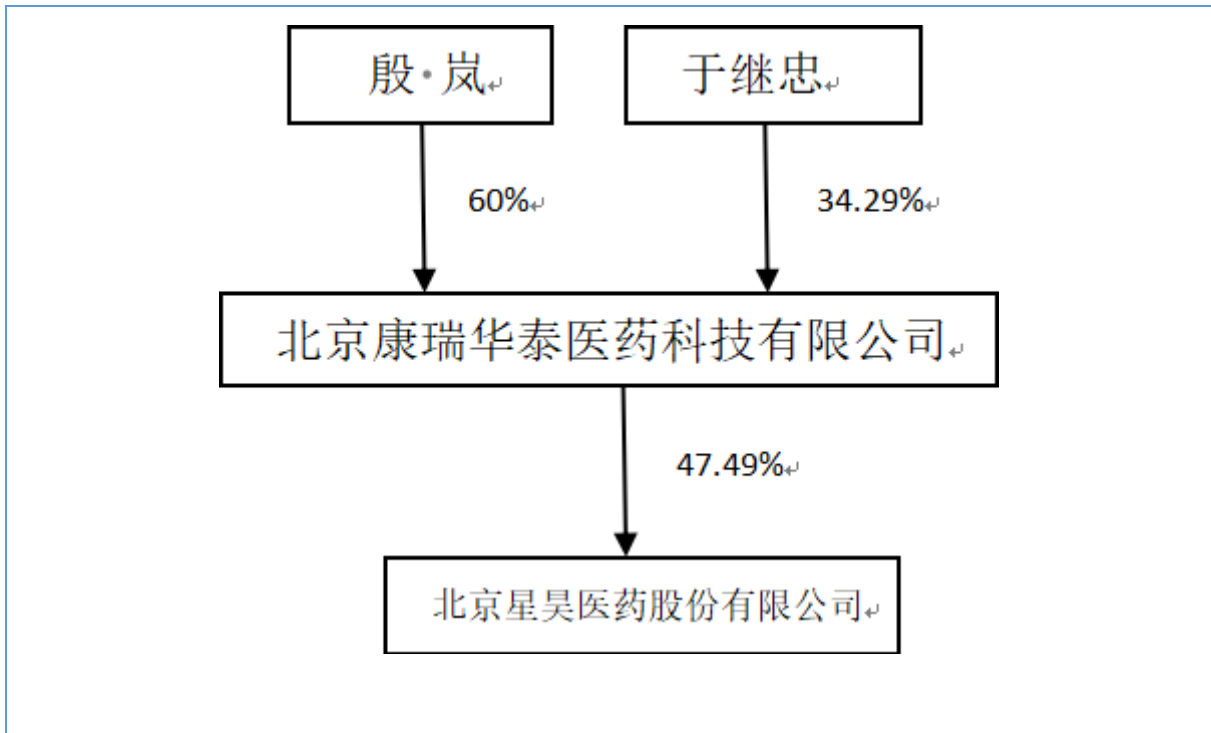 殷·岚
于继忠
60%
34.29%
北京康瑞华泰医药科技有限公司
47.49%
北京星昊医药股份有限公司